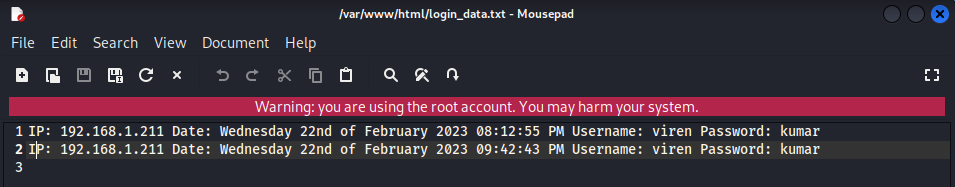 /var/www/html/login_data.txt - Mousepad
File Edit Search View Document Help
Warning: you are using the root account. You may harm your system.
1 IP: 192.168.1.211 Date: Wednesday 22nd of February 2023 08:12:55 PM Username: viren Password: kumar
2 IP: 192.168.1.211 Date: Wednesday 22nd of February 2023 09:42:43 PM Username: viren Password: kumar
3